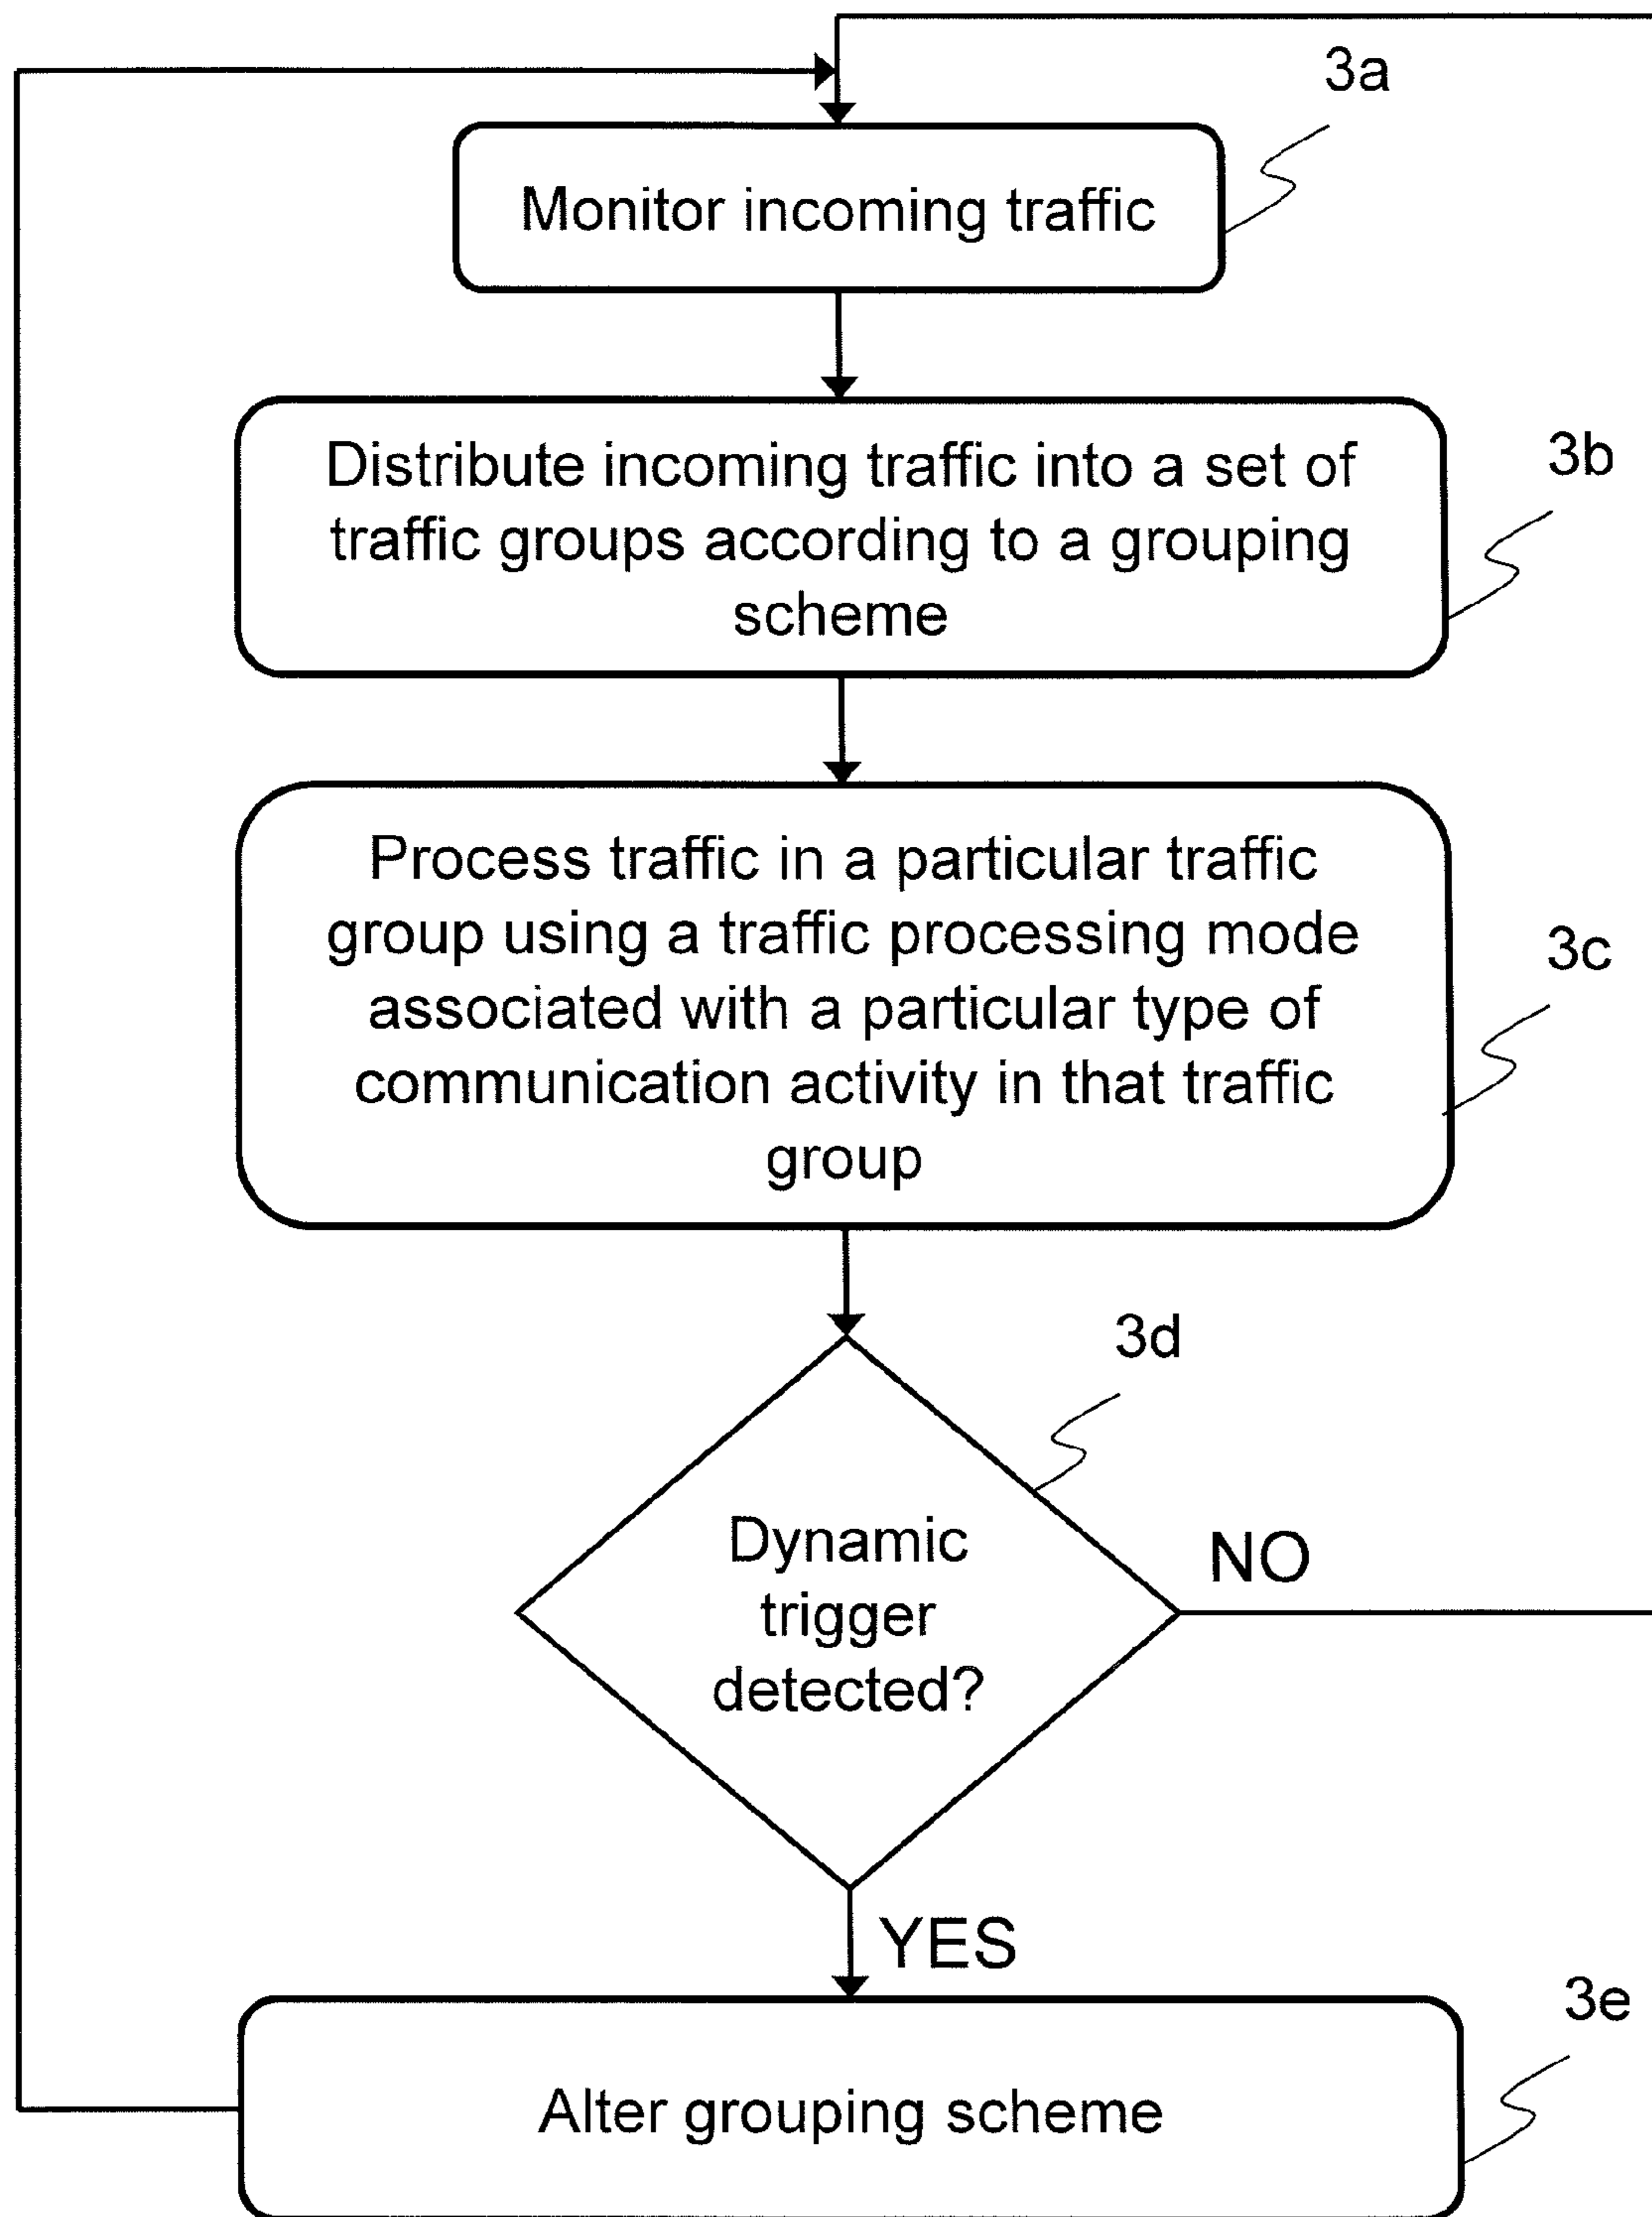 3a
Monitor incoming traffic
3b
Distribute incoming traffic into a set of
traffic groups according to a grouping
scheme
3c
Process traffic in a particular traffic
group using a traffic processing mode
associated with a particular type of
communication activity in that traffic
group
3d
Dynamic
trigger
detected?
NO
YES
3e
Alter grouping scheme